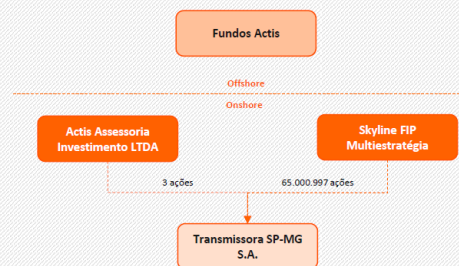 Fundos Actis
Offshore
Onshore
Actis Assessoria
Investimento LTDA
Skyline FIP
Multiestratégia
3 ações
65.000.997 ações
Transmissora SP-MG
S.A.